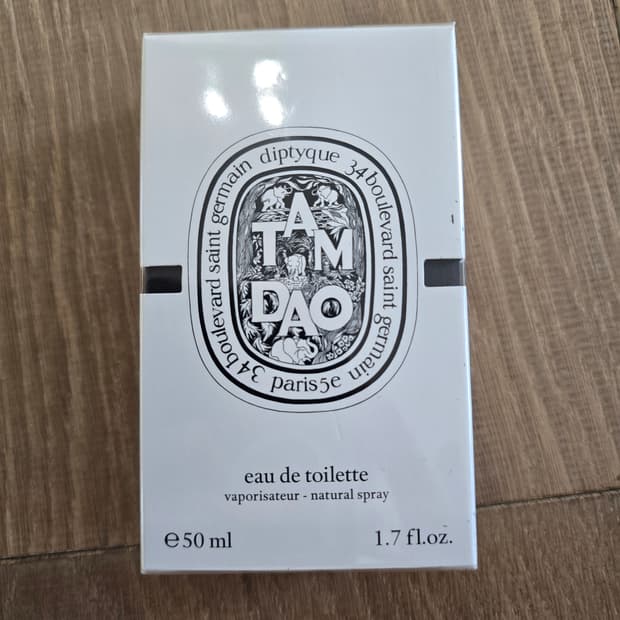 34 boulevard saint germain diptyque 34 boulevard saint germain paris 5e
TAM
DAO
eau de toilette
vaporisateur - natural spray
℮ 50 ml 1.7 fl.oz.